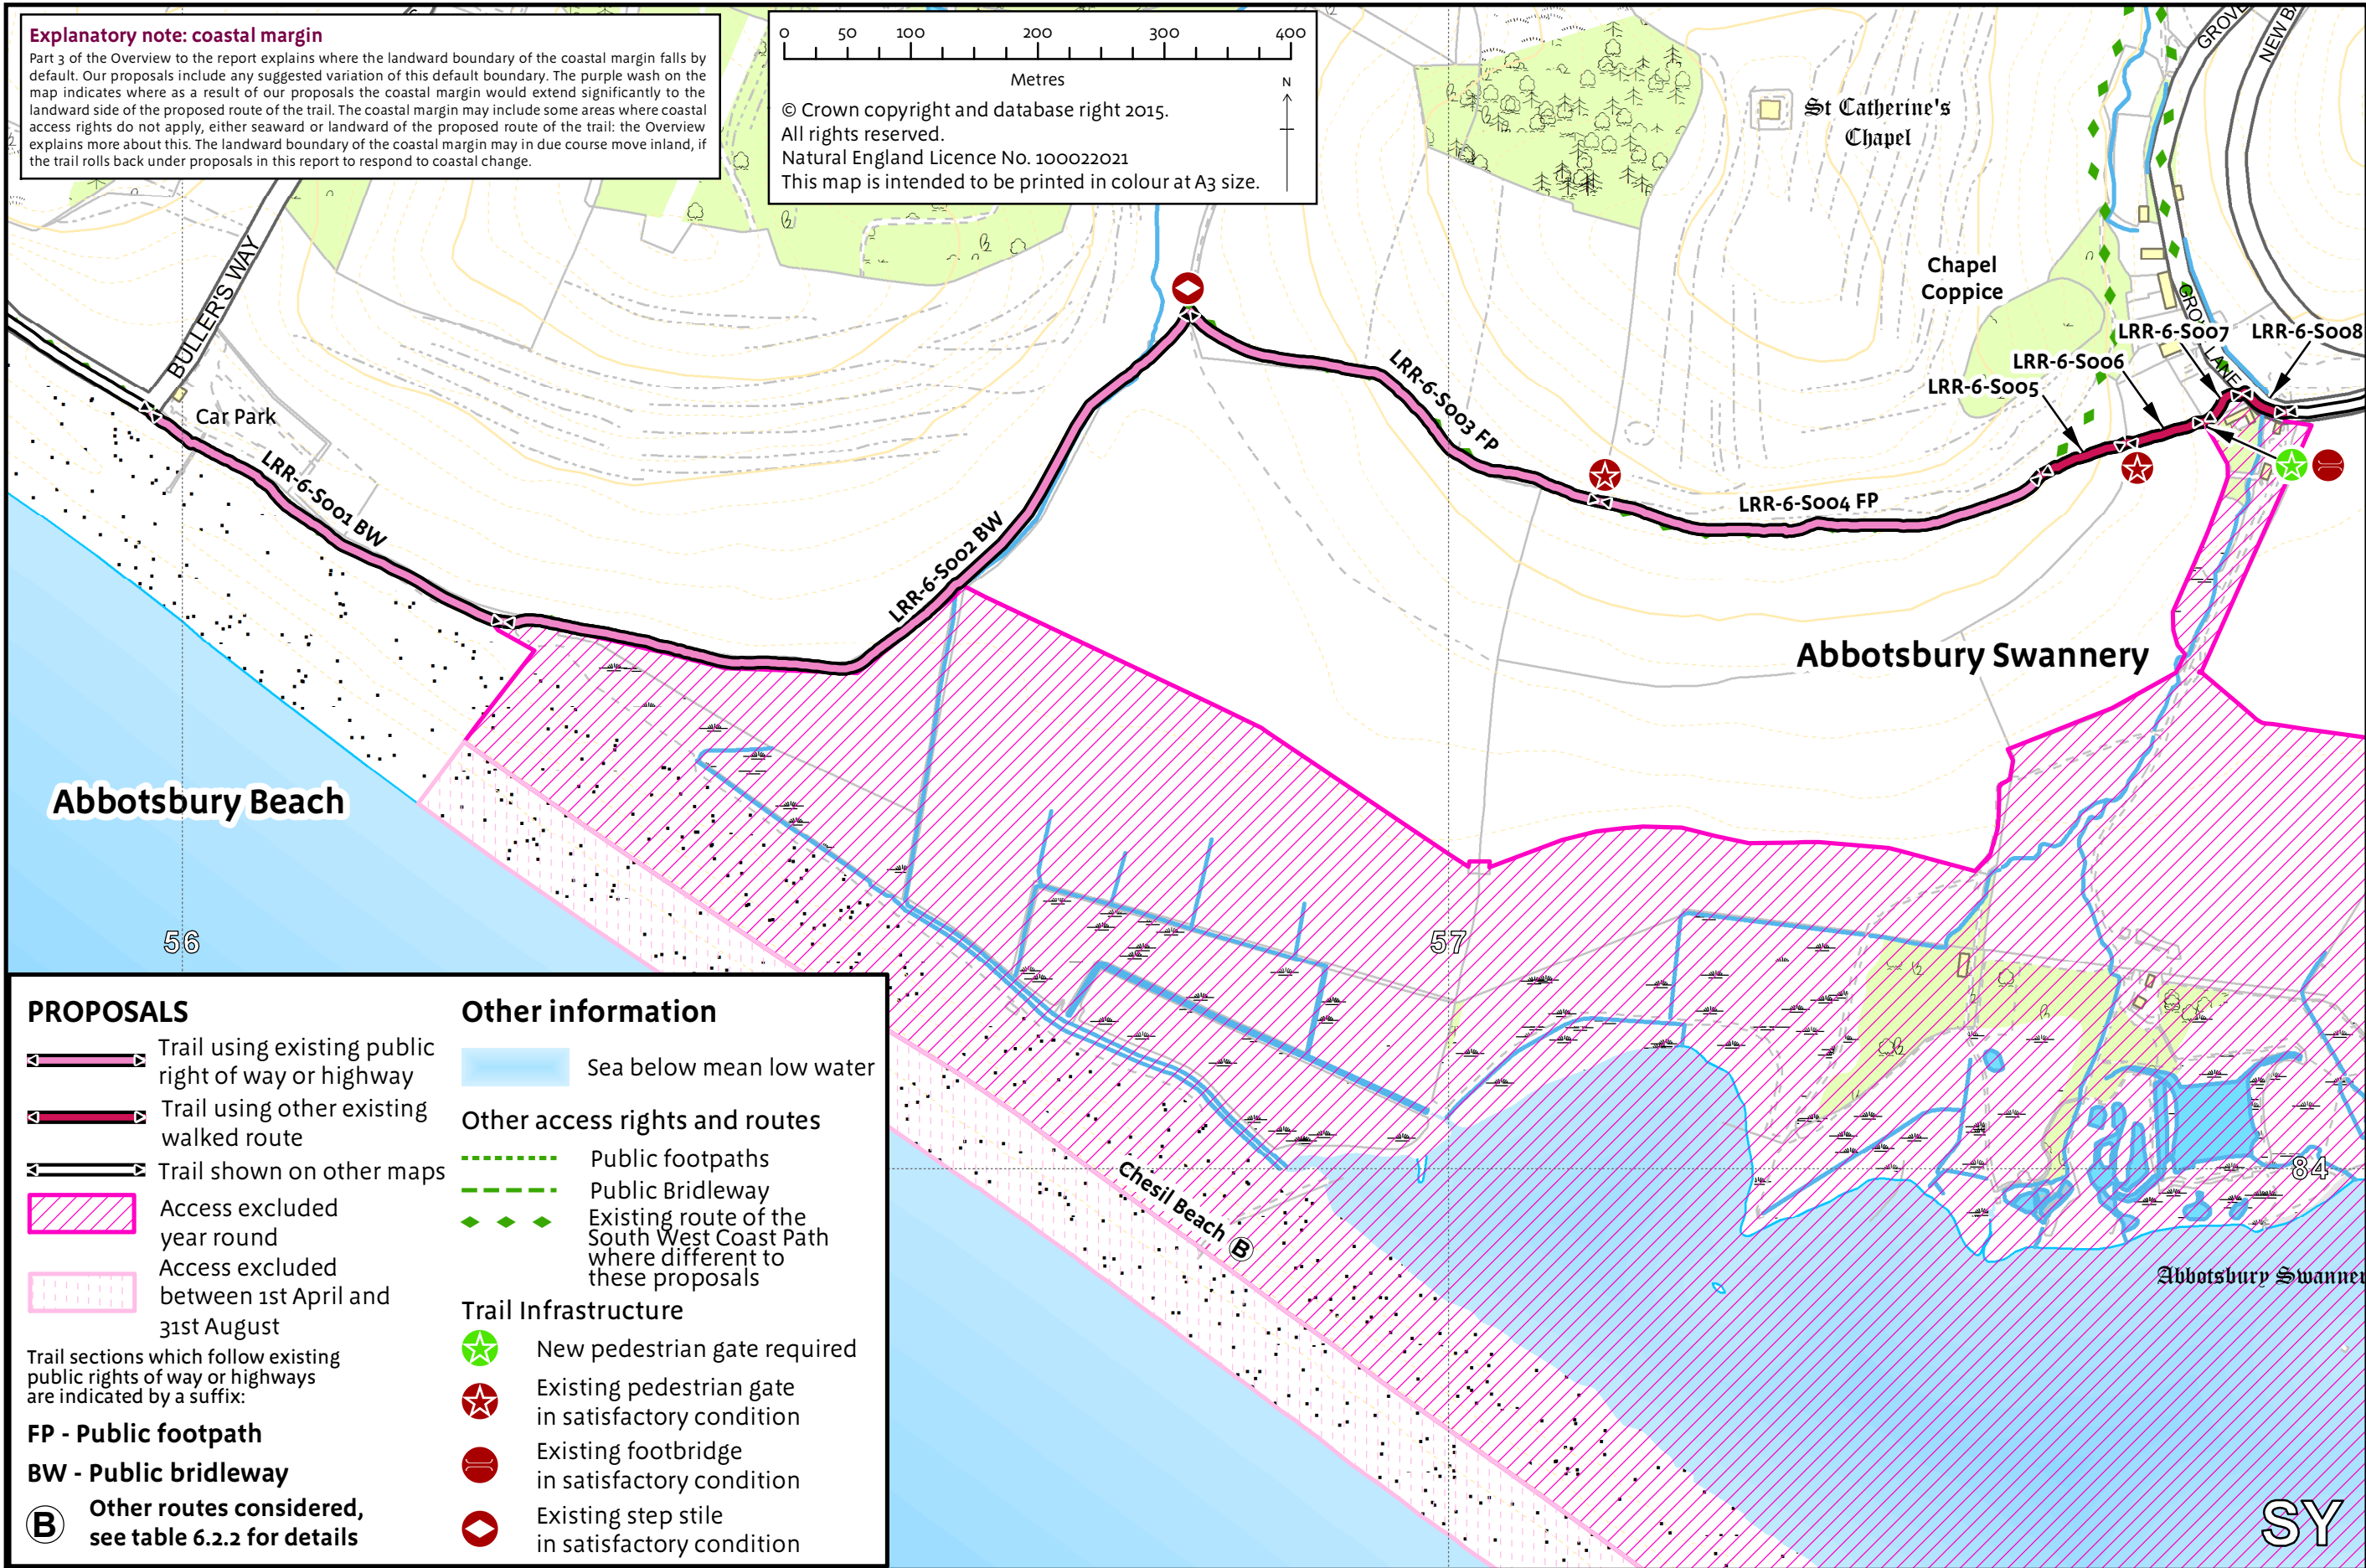 Explanatory note: coastal margin
Part 3 of the Overview to the report explains where the landward boundary of the coastal margin falls by
default. Our proposals include any suggested variation of this default boundary. The purple wash on the
map indicates where as a result of our proposals the coastal margin would extend significantly to the
landward side of the proposed route of the trail. The coastal margin may include some areas where coastal
access rights do not apply, either seaward or landward of the proposed route of the trail: the Overview
explains more about this. The landward boundary of the coastal margin may in due course move inland, if
the trail rolls back under proposals in this report to respond to coastal change.
0 50 100 200 300 400
Metres
N
© Crown copyright and database right 2015.
All rights reserved.
Natural England Licence No. 100022021
This map is intended to be printed in colour at A3 size.
St Catherine's
Chapel
GROVE
NEW BA
BULLER'S WAY
Car Park
Chapel
Coppice
GROVE LANE
LRR-6-S007
LRR-6-S008
LRR-6-S006
LRR-6-S005
LRR-6-S003 FP
LRR-6-S004 FP
LRR-6-S001 BW
LRR-6-S002 BW
Abbotsbury Swannery
Abbotsbury Beach
56
57
84
Chesil Beach
B
Abbotsbury Swanner
SY
PROPOSALS
Trail using existing public
right of way or highway
Trail using other existing
walked route
Trail shown on other maps
Access excluded
year round
Access excluded
between 1st April and
31st August
Trail sections which follow existing
public rights of way or highways
are indicated by a suffix:
FP - Public footpath
BW - Public bridleway
B Other routes considered,
see table 6.2.2 for details
Other information
Sea below mean low water
Other access rights and routes
Public footpaths
Public Bridleway
Existing route of the
South West Coast Path
where different to
these proposals
Trail Infrastructure
New pedestrian gate required
Existing pedestrian gate
in satisfactory condition
Existing footbridge
in satisfactory condition
Existing step stile
in satisfactory condition